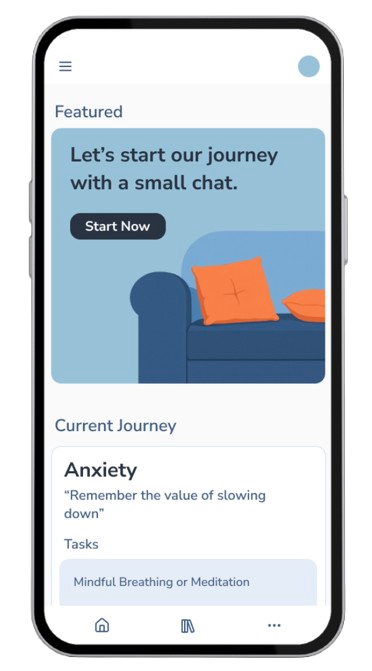 Featured
Let’s start our journey
with a small chat.
Start Now
Current Journey
Anxiety
“Remember the value of slowing
down”
Tasks
Mindful Breathing or Meditation